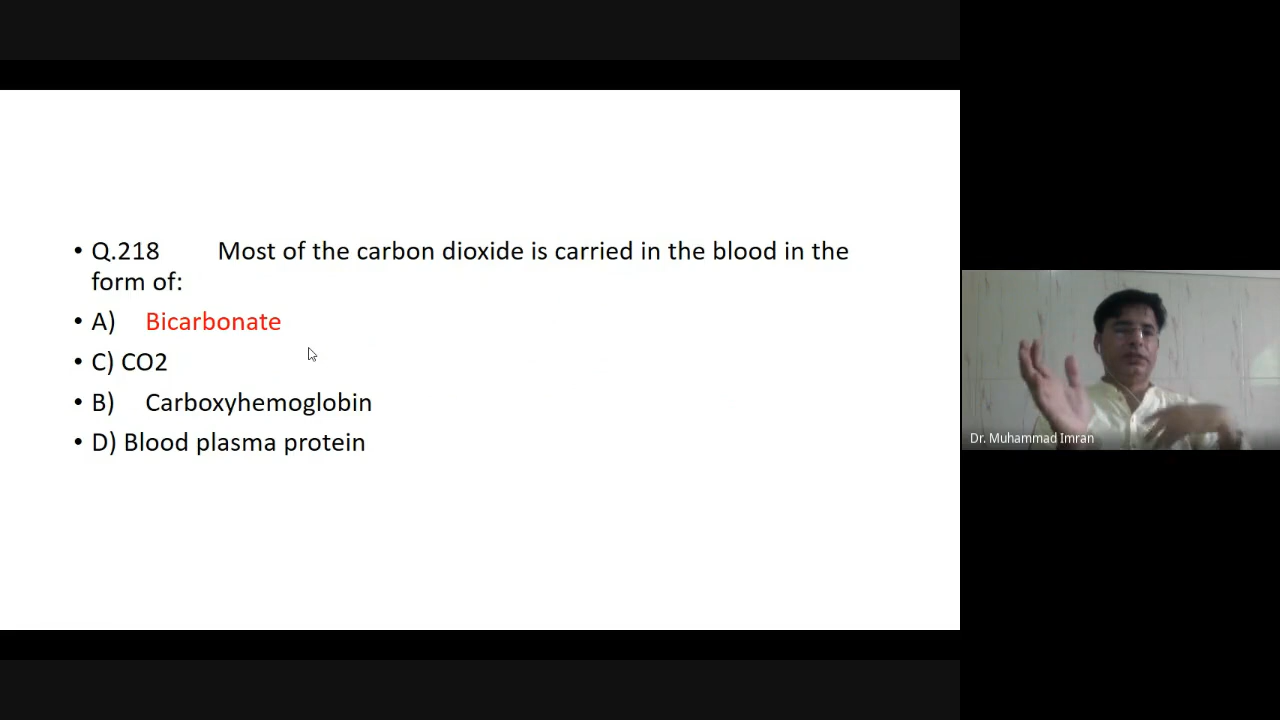 • Q.218 Most of the carbon dioxide is carried in the blood in the
form of:
• A) Bicarbonate
• C) CO2
• B) Carboxyhemoglobin
• D) Blood plasma protein
Dr. Muhammad Imran